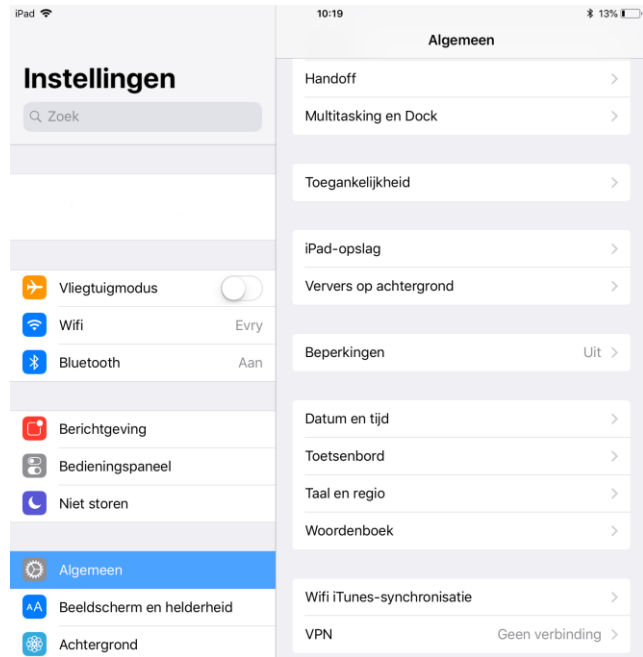 iPad
10:19
13%
Instellingen
Zoek
Vliegtuigmodus
Wifi Evry
Bluetooth Aan
Berichtgeving
Bedieningspaneel
Niet storen
Algemeen
AA Beeldscherm en helderheid
Achtergrond
Algemeen
Handoff
Multitasking en Dock
Toegankelijkheid
iPad-opslag
Ververs op achtergrond
Beperkingen Uit
Datum en tijd
Toetsenbord
Taal en regio
Woordenboek
Wifi iTunes-synchronisatie
VPN Geen verbinding